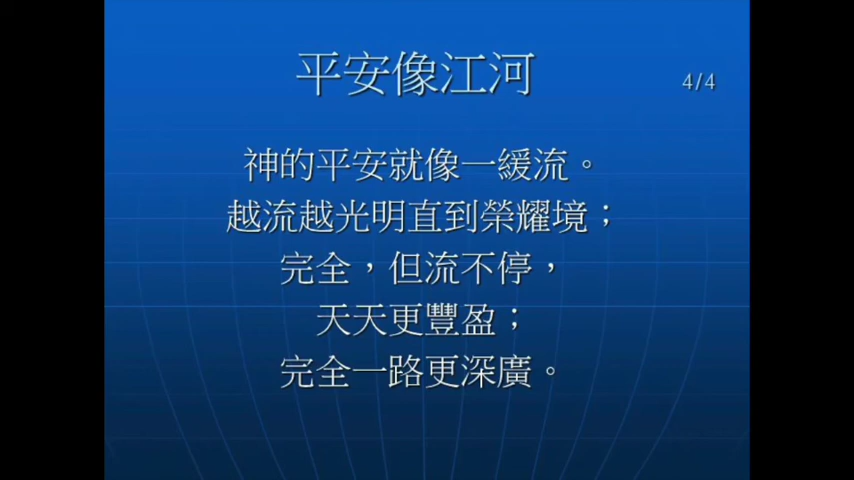 平安像江河
4/4
神的平安就像一緩流。
越流越光明直到榮耀境；
完全，但流不停，
天天更豐盈；
完全一路更深廣。